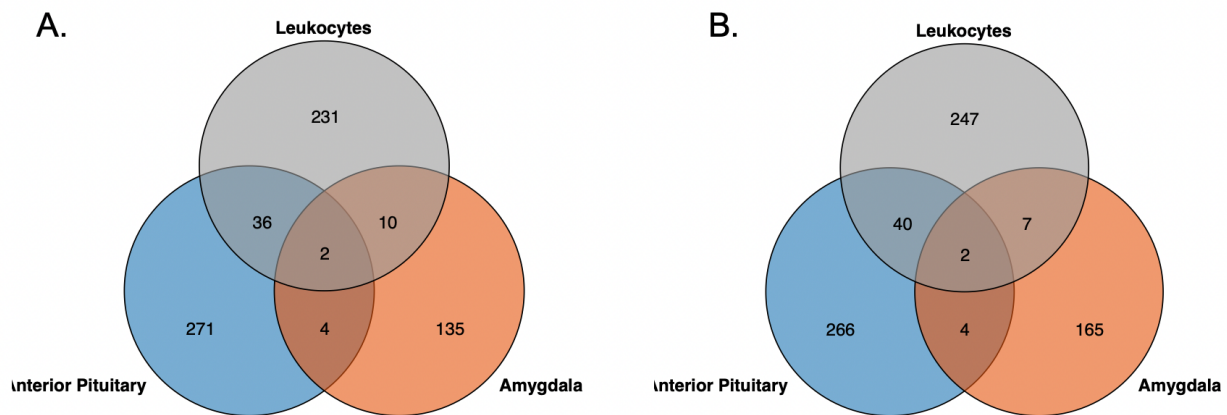 A.
Leukocytes
231
36
10
2
271
4
135
nterior Pituitary
Amygdala
B.
Leukocytes
247
40
7
2
266
4
165
nterior Pituitary
Amygdala